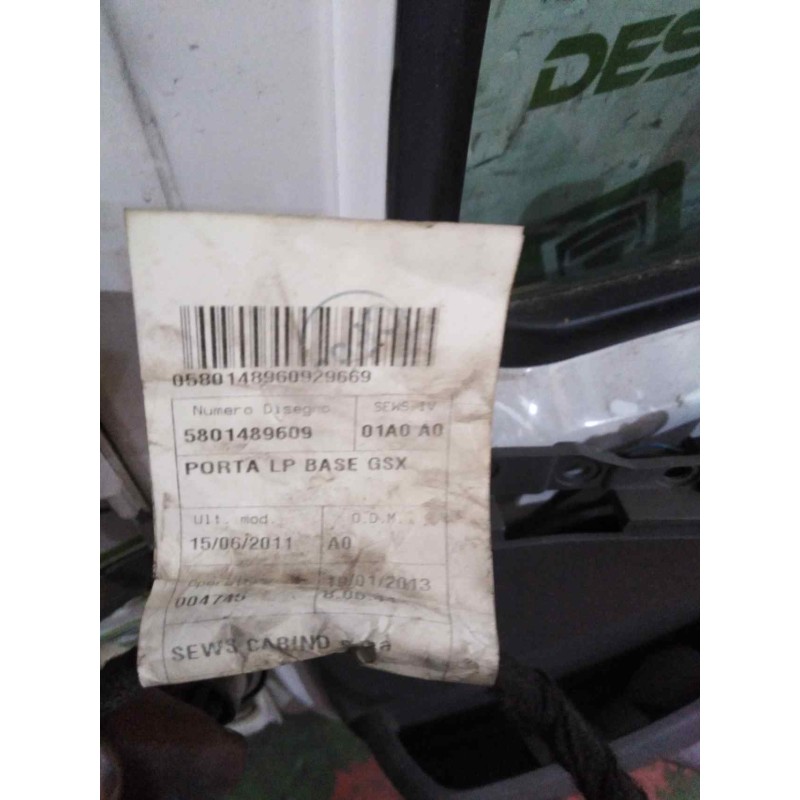 DES
0580148960929669
Numero Disegno
SEWS IV
5801489609
01A0 A0
PORTA LP BASE GSX
Ult. mod.
O.D.M.
15/06/2011
A0
10/01/2013
004745
SEWS CABIND